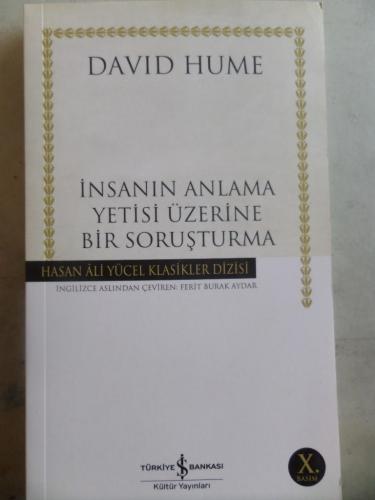 DAVID HUME
İNSANIN ANLAMA
YETİSİ ÜZERİNE
BİR SORUŞTURMA
HASAN ÂLİ YÜCEL KLASİKLER DİZİSİ
İNGİLİZCE ASLINDAN ÇEVİREN: FERİT BURAK AYDAR
TÜRKİYE İŞ BANKASI
Kültür Yayınları
X.
BASIM